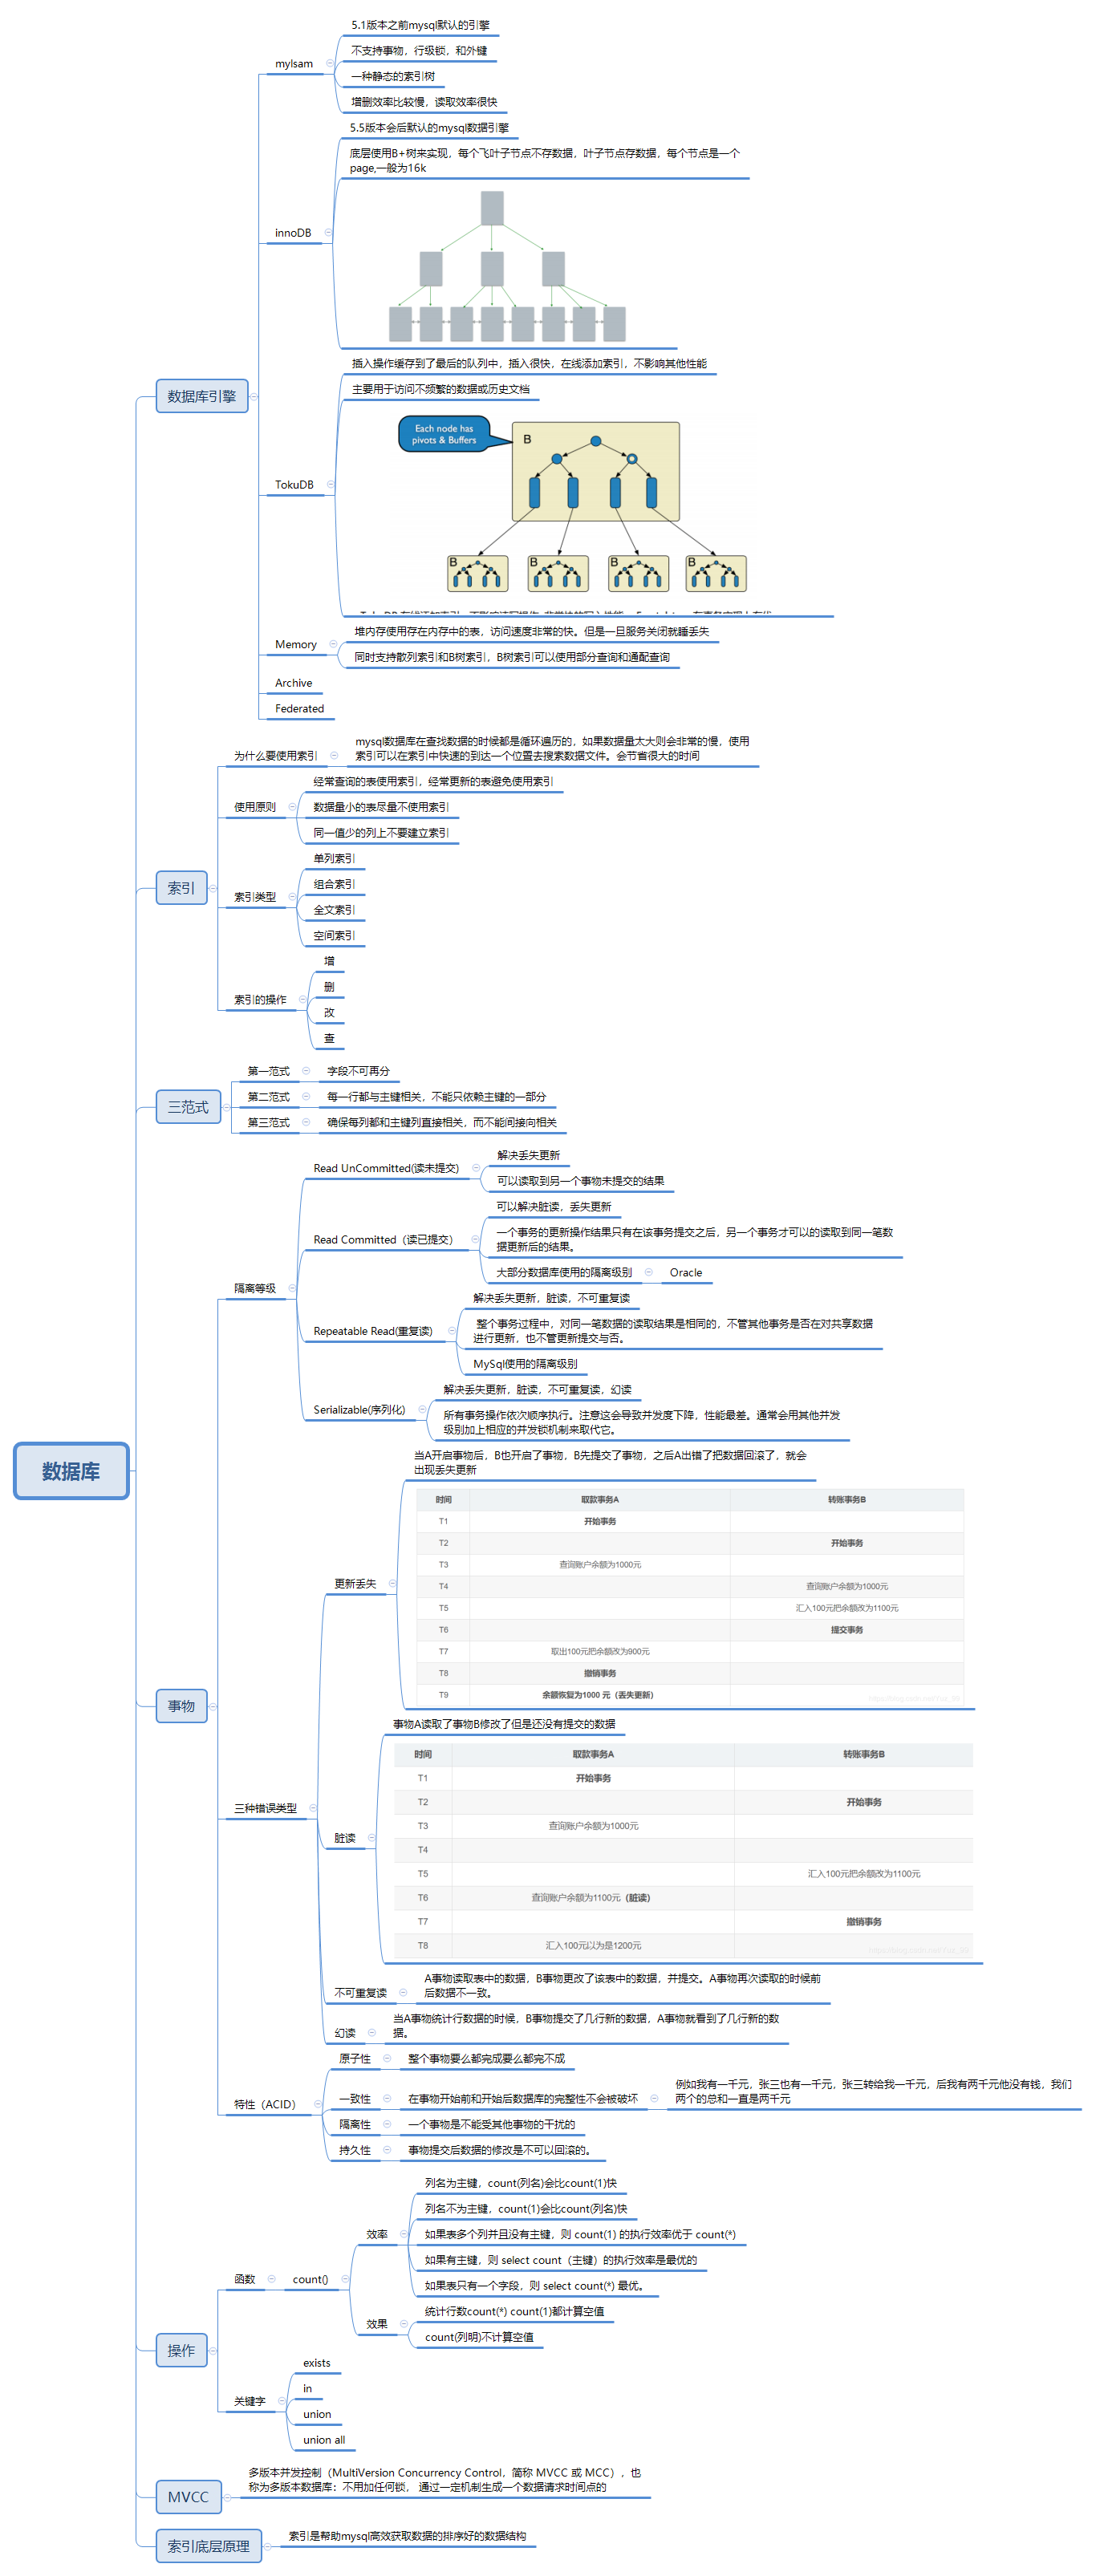 数据库
数据库引擎
myIsam
5.1版本之前mysql默认的引擎
不支持事物，行级锁，和外键
一种静态的索引树
增删效率比较慢，读取效率很快
innoDB
5.5版本会后默认的mysql数据引擎
底层使用B+树来实现，每个飞叶子节点不存数据，叶子节点存数据，每个节点是一个
page,一般为16k
TokuDB
插入操作缓存到了最后的队列中，插入很快，在线添加索引，不影响其他性能
主要用于访问不频繁的数据或历史文档
Each node has
pivots & Buffers
B
B
B
B
B
Memory
堆内存使用存在内存中的表，访问速度非常的快。但是一旦服务关闭就睡丢失
同时支持散列索引和B树索引，B树索引可以使用部分查询和通配查询
Archive
Federated
索引
为什么要使用索引
mysql数据库在查找数据的时候都是循环遍历的，如果数据量太大则会非常的慢，使用
索引可以在索引中快速的到达一个位置去搜索数据文件。会节省很大的时间
使用原则
经常查询的表使用索引，经常更新的表避免使用索引
数据量小的表尽量不使用索引
同一值少的列上不要建立索引
索引类型
单列索引
组合索引
全文索引
空间索引
索引的操作
增
删
改
查
三范式
第一范式
字段不可再分
第二范式
每一行都与主键相关，不能只依赖主键的一部分
第三范式
确保每列都和主键列直接相关，而不能间接向相关
事物
隔离等级
Read UnCommitted(读未提交)
解决丢失更新
可以读取到另一个事物未提交的结果
Read Committed（读已提交）
可以解决脏读，丢失更新
一个事务的更新操作结果只有在该事务提交之后，另一个事务才可以的读取到同一笔数
据更新后的结果。
大部分数据库使用的隔离级别
Oracle
Repeatable Read(重复读)
解决丢失更新，脏读，不可重复读
整个事务过程中，对同一笔数据的读取结果是相同的，不管其他事务是否在对共享数据
进行更新，也不管更新提交与否。
MySql使用的隔离级别
Serializable(序列化)
解决丢失更新，脏读，不可重复读，幻读
所有事务操作依次顺序执行。注意这会导致并发度下降，性能最差。通常会用其他并发
级别加上相应的并发锁机制来取代它。
三种错误类型
更新丢失
当A开启事物后，B也开启了事物，B先提交了事物，之后A出错了把数据回滚了，就会
出现丢失更新
时间 取款事务A 转账事务B
T1 开始事务
T2 开始事务
T3 查询账户余额为1000元
T4 查询账户余额为1000元
T5 汇入100元把余额改为1100元
T6 提交事务
T7 取出100元把余额改为900元
T8 撤销事务
T9 余额恢复为1000 元（丢失更新）
脏读
事物A读取了事物B修改了但是还没有提交的数据
时间 取款事务A 转账事务B
T1 开始事务
T2 开始事务
T3 查询账户余额为1000元
T4
T5 汇入100元把余额改为1100元
T6 查询账户余额为1100元（脏读）
T7 撤销事务
T8 汇入100元以为是1200元
不可重复读
A事物读取表中的数据，B事物更改了该表中的数据，并提交。A事物再次读取的时候前
后数据不一致。
幻读
当A事物统计行数据的时候，B事物提交了几行新的数据，A事物就看到了几行新的数
据。
特性（ACID）
原子性
整个事物要么都完成要么都完不成
一致性
在事物开始前和开始后数据库的完整性不会被破坏
例如我有一千元，张三也有一千元，张三转给我一千元，后我有两千元他没有钱，我们
两个的总和一直是两千元
隔离性
一个事物是不能受其他事物的干扰的
持久性
事物提交后数据的修改是不可以回滚的。
操作
函数
count()
效率
列名为主键，count(列名)会比count(1)快
列名不为主键，count(1)会比count(列名)快
如果表多个列并且没有主键，则 count(1) 的执行效率优于 count(*)
如果有主键，则 select count（主键）的执行效率是最优的
如果表只有一个字段，则 select count(*) 最优。
效果
统计行数count(*) count(1)都计算空值
count(列明)不计算空值
关键字
exists
in
union
union all
MVCC
多版本并发控制（MultiVersion Concurrency Control，简称 MVCC 或 MCC），也
称为多版本数据库：不用加任何锁， 通过一定机制生成一个数据请求时间点的
索引底层原理
索引是帮助mysql高效获取数据的排序好的数据结构